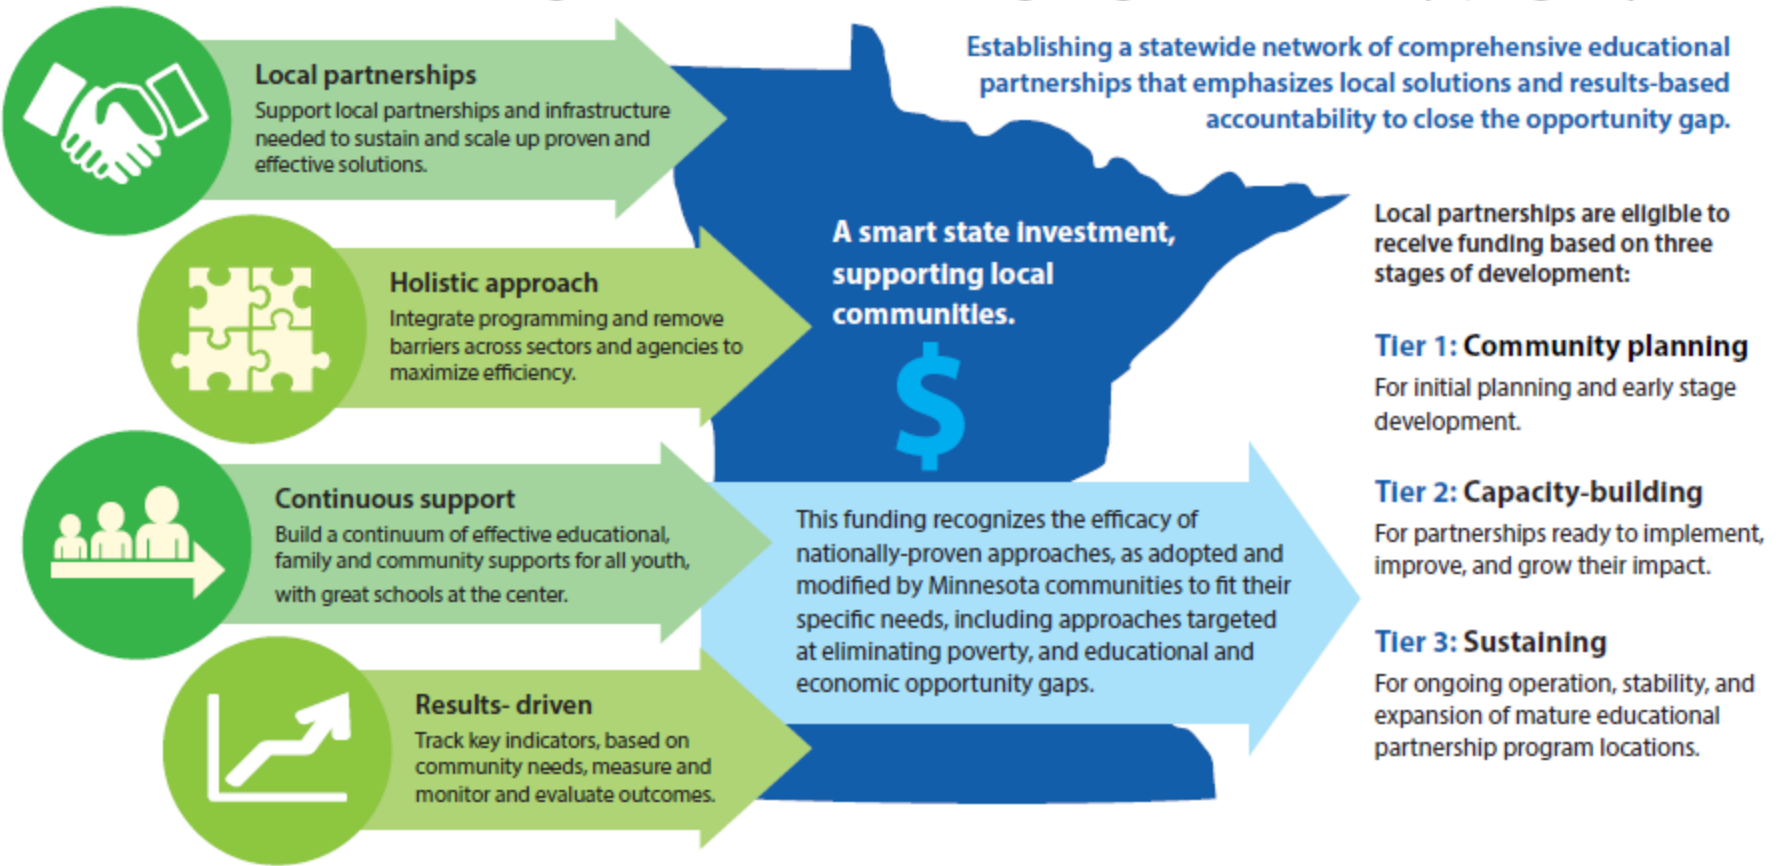 Local partnerships
Support local partnerships and infrastructure
needed to sustain and scale up proven and
effective solutions.
Holistic approach
Integrate programming and remove
barriers across sectors and agencies to
maximize efficiency.
Continuous support
Build a continuum of effective educational,
family and community supports for all youth,
with great schools at the center.
Results- driven
Track key indicators, based on
community needs, measure and
monitor and evaluate outcomes.
A smart state investment,
supporting local
communities.
$
This funding recognizes the efficacy of
nationally-proven approaches, as adopted and
modified by Minnesota communities to fit their
specific needs, including approaches targeted
at eliminating poverty, and educational and
economic opportunity gaps.
Establishing a statewide network of comprehensive educational
partnerships that emphasizes local solutions and results-based
accountability to close the opportunity gap.
Local partnerships are eligible to
receive funding based on three
stages of development:
Tier 1: Community planning
For initial planning and early stage
development.
Tier 2: Capacity-building
For partnerships ready to implement,
improve, and grow their impact.
Tier 3: Sustaining
For ongoing operation, stability, and
expansion of mature educational
partnership program locations.